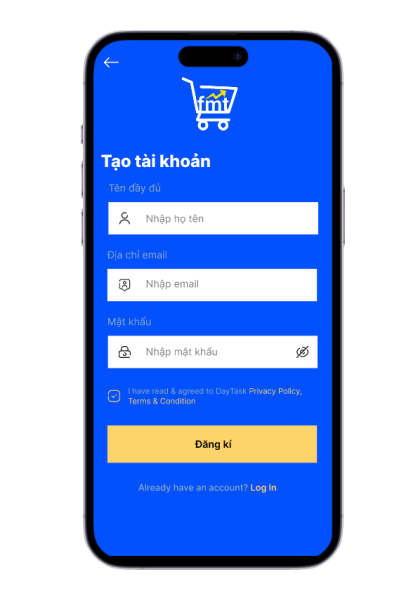 fmt
Tạo tài khoản
Tên đầy đủ
Nhập họ tên
Địa chỉ email
Nhập email
Mật khẩu
Nhập mật khẩu
I have read & agreed to DayTask Privacy Policy,
Terms & Condition
Đăng kí
Already have an account? Log In